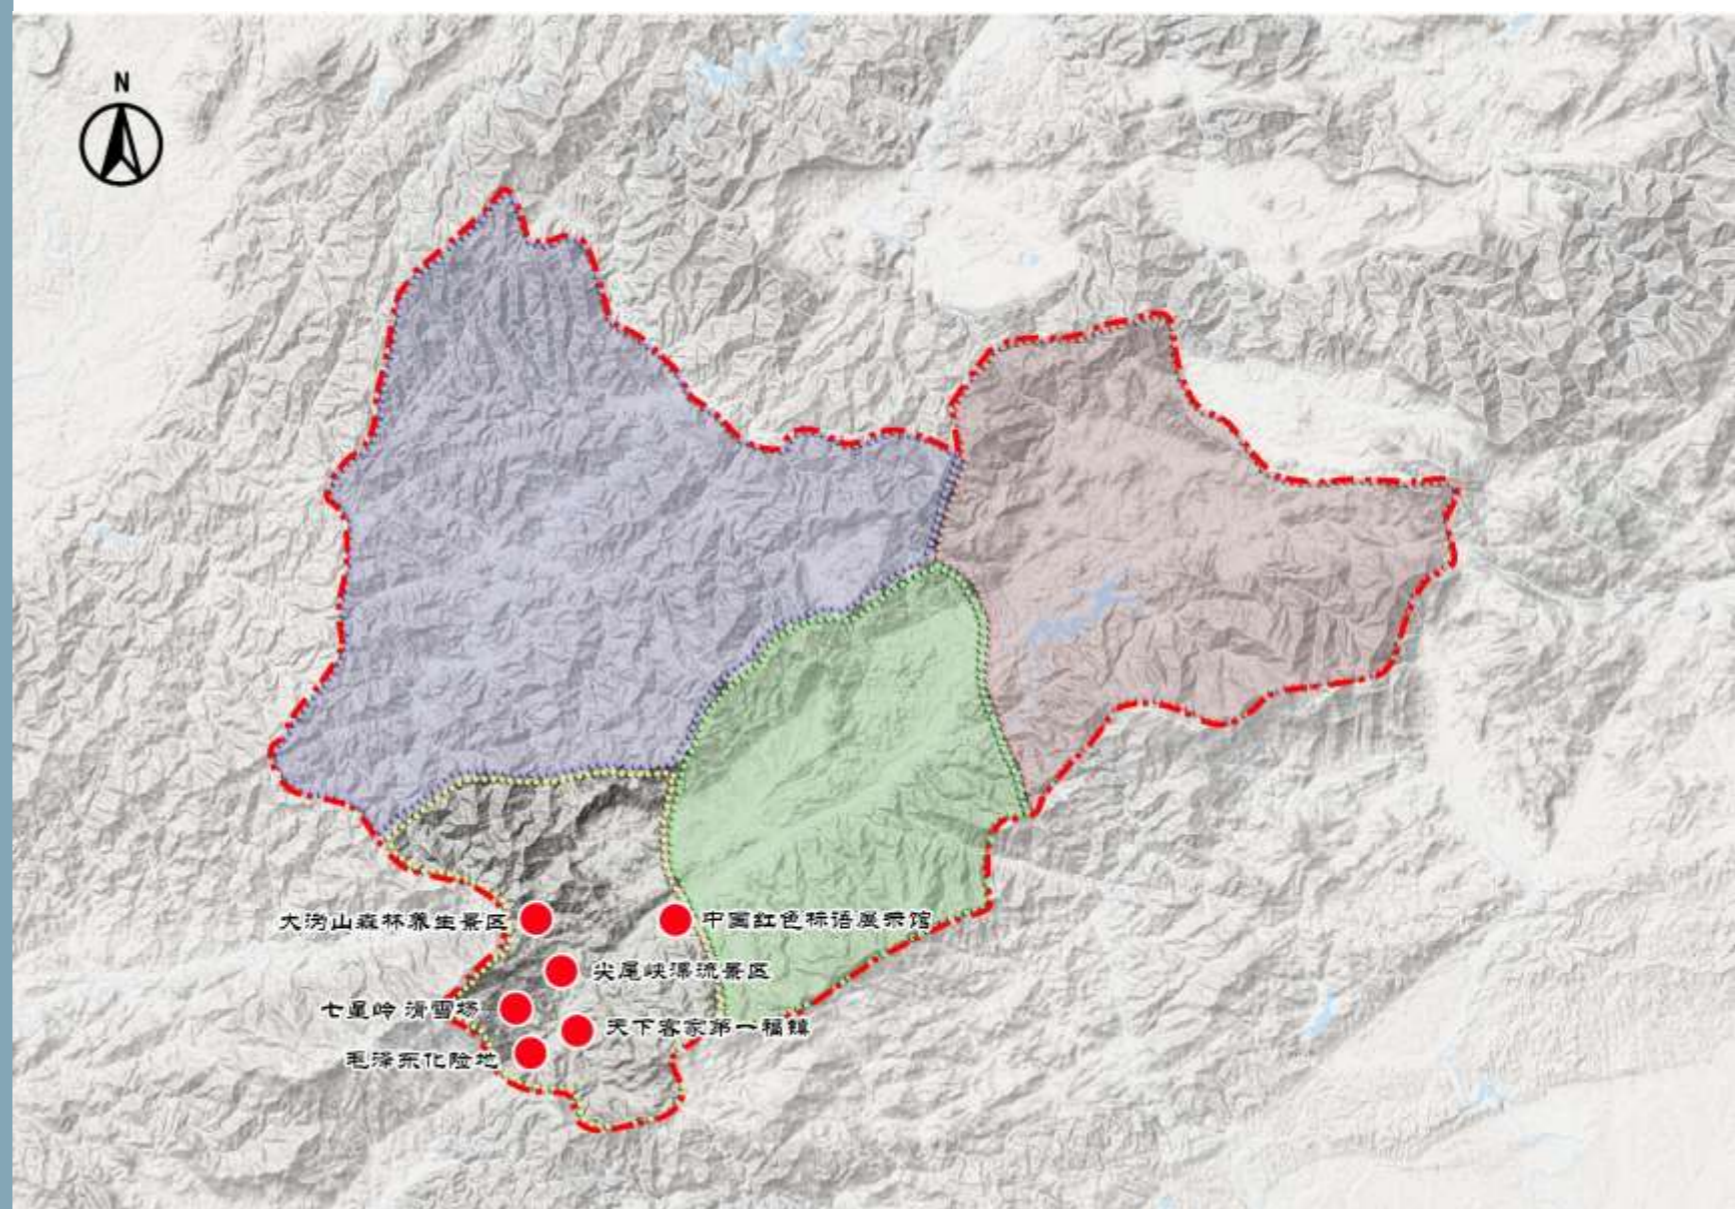 N
大沩山森林养生景区
中国红色标语展示馆
尖尾峡漂流景区
七星岭 滑雪场
天下客家第一福镇
毛泽东化险地